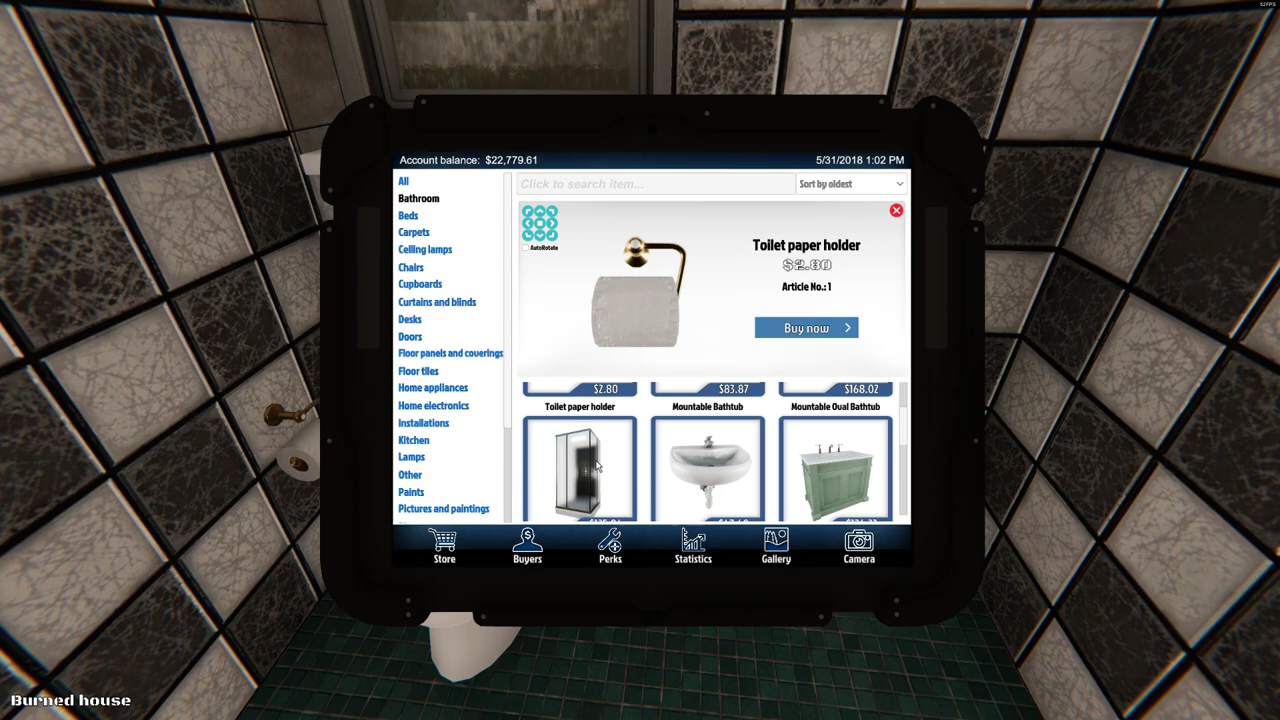 52FPS
Account balance: $22,779.61
5/31/2018 1:02 PM
All
Bathroom
Beds
Carpets
Ceiling lamps
Chairs
Cupboards
Curtains and blinds
Desks
Doors
Floor panels and coverings
Floor tiles
Home appliances
Home electronics
Installations
Kitchen
Lamps
Other
Paints
Pictures and paintings
Click to search item...
Sort by oldest
AutoRotate
Toilet paper holder
$2.80
Article No.: 1
Buy now
$2.80
$83.87
$168.02
Toilet paper holder
Mountable Bathtub
Mountable Oval Bathtub
Store
Buyers
Perks
Statistics
Gallery
Camera
Burned house